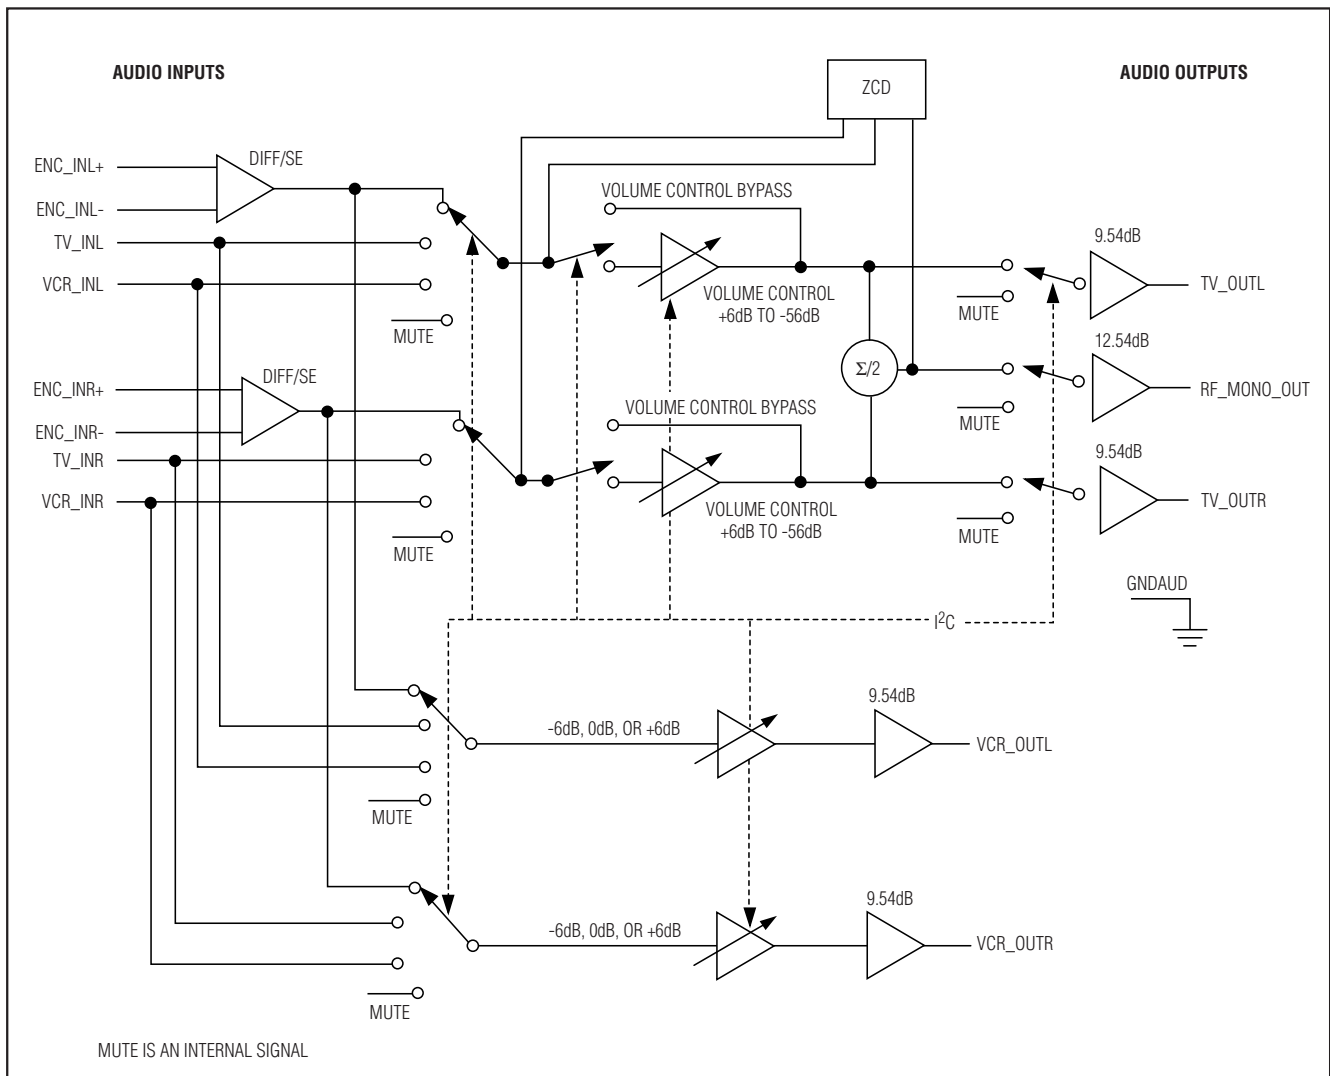 AUDIO INPUTS
AUDIO OUTPUTS
ZCD
ENC_INL+
DIFF/SE
ENC_INL-
VOLUME CONTROL BYPASS
TV_INL
9.54dB
VCR_INL
TV_OUTL
VOLUME CONTROL
+6dB TO -56dB
MUTE
MUTE
12.54dB
DIFF/SE
Σ/2
ENC_INR+
RF_MONO_OUT
VOLUME CONTROL BYPASS
MUTE
ENC_INR-
9.54dB
TV_INR
VCR_INR
TV_OUTR
VOLUME CONTROL
+6dB TO -56dB
MUTE
MUTE
GNDAUD
I²C
9.54dB
-6dB, 0dB, OR +6dB
VCR_OUTL
MUTE
9.54dB
-6dB, 0dB, OR +6dB
VCR_OUTR
MUTE
MUTE IS AN INTERNAL SIGNAL